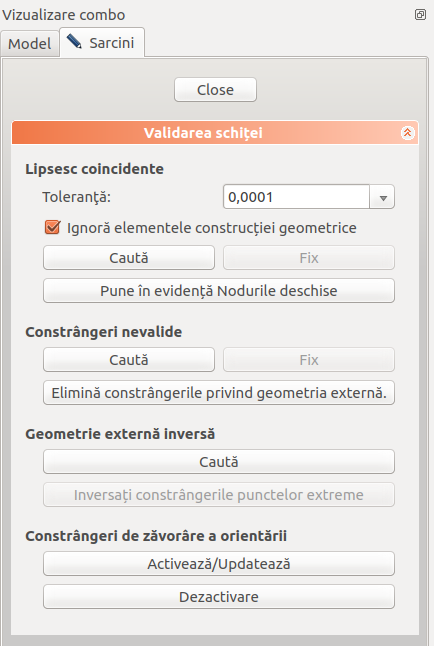 Vizualizare combo
Model Sarcini
Close
Validarea schiței
Lipsesc coincidente
Toleranţă: 0,0001
Ignoră elementele construcției geometrice
Caută Fix
Pune în evidență Nodurile deschise
Constrângeri nevalide
Caută Fix
Elimină constrângerile privind geometria externă.
Geometrie externă inversă
Caută
Inversați constrângerile punctelor extreme
Constrângeri de zăvorâre a orientării
Activează/Updatează
Dezactivare